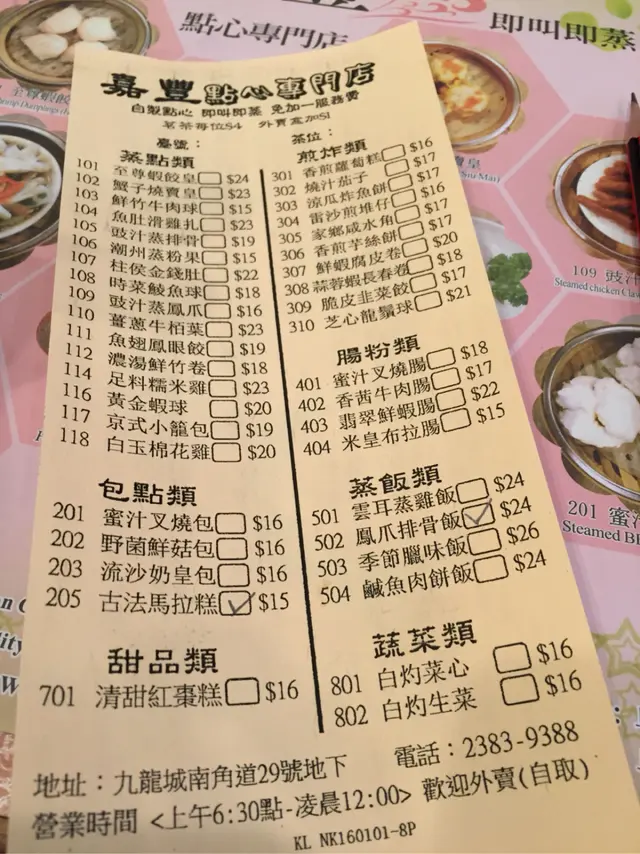 點心專門店
即叫即蒸
嘉豐點心專門店
自製點心 即叫即蒸 免加一服務費
茗茶每位$4 外賣盒加$1
臺號：
茶位：
蒸點類
101 至尊蝦餃皇 $24
102 蟹子燒賣皇 $23
103 鮮竹牛肉球 $15
104 魚肚滑雞扎 $23
105 豉汁蒸排骨 $19
106 潮州蒸粉果 $15
107 柱侯金錢肚 $22
108 時菜鯪魚球 $18
109 豉汁蒸鳳爪 $16
110 薑蔥牛栢葉 $23
111 魚翅鳳眼餃 $19
112 濃湯鮮竹卷 $18
114 足料糯米雞 $23
116 黃金蝦球 $20
117 京式小籠包 $19
118 白玉棉花雞 $20
包點類
201 蜜汁叉燒包 $16
202 野菌鮮菇包 $16
203 流沙奶皇包 $16
205 古法馬拉糕 $15
甜品類
701 清甜紅棗糕 $16
煎炸類
301 香煎蘿蔔糕 $16
302 燒汁茄子 $17
303 涼瓜炸魚餅 $17
304 雷沙煎堆仔 $16
305 家鄉咸水角 $17
306 香煎芋絲餅 $17
307 鮮蝦腐皮卷 $20
308 蒜蓉蝦長春卷 $18
309 脆皮韭菜餃 $17
310 芝心龍鬚球 $21
腸粉類
401 蜜汁叉燒腸 $18
402 香茜牛肉腸 $17
403 翡翠鮮蝦腸 $22
404 米皇布拉腸 $15
蒸飯類
501 雲耳蒸雞飯 $24
502 鳳爪排骨飯 $24
503 季節臘味飯 $26
504 鹹魚肉餅飯 $24
蔬菜類
801 白灼菜心 $16
802 白灼生菜 $16
地址：九龍城南角道29號地下 電話：2383-9388
營業時間 <上午6:30點-凌晨12:00> 歡迎外賣(自取)
KL NK160101-8P
109 豉汁
Steamed chicken Claw
201 蜜汁
Steamed BB